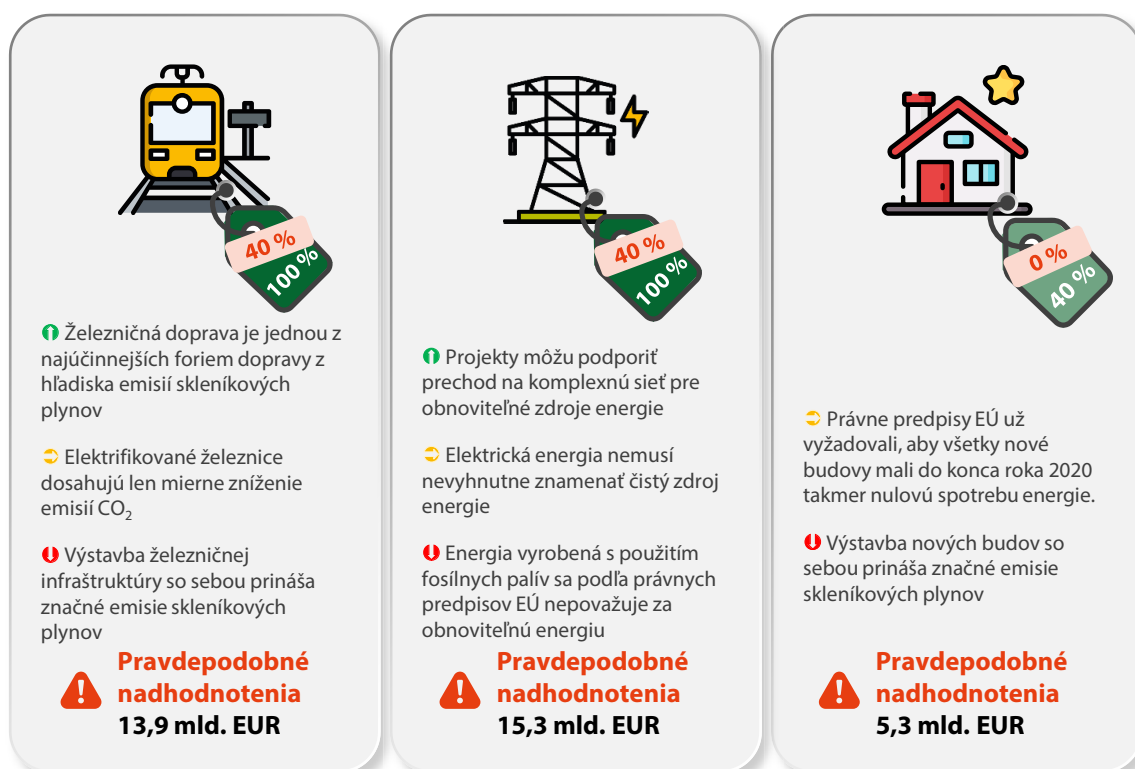 40 %
100 %
Železničná doprava je jednou z
najúčinnejších foriem dopravy z
hľadiska emisií skleníkových
plynov
Elektrifikované železnice
dosahujú len mierne zníženie
emisií CO₂
Výstavba železničnej
infraštruktúry so sebou prináša
značné emisie skleníkových
plynov
Pravdepodobné
nadhodnotenia
13,9 mld. EUR
40 %
100 %
Projekty môžu podporiť
prechod na komplexnú sieť pre
obnoviteľné zdroje energie
Elektrická energia nemusí
nevyhnutne znamenať čistý zdroj
energie
Energia vyrobená s použitím
fosílnych palív sa podľa právnych
predpisov EÚ nepovažuje za
obnoviteľnú energiu
Pravdepodobné
nadhodnotenia
15,3 mld. EUR
0 %
40 %
Právne predpisy EÚ už
vyžadovali, aby všetky nové
budovy mali do konca roka 2020
takmer nulovú spotrebu energie.
Výstavba nových budov so
sebou prináša značné emisie
skleníkových plynov
Pravdepodobné
nadhodnotenia
5,3 mld. EUR